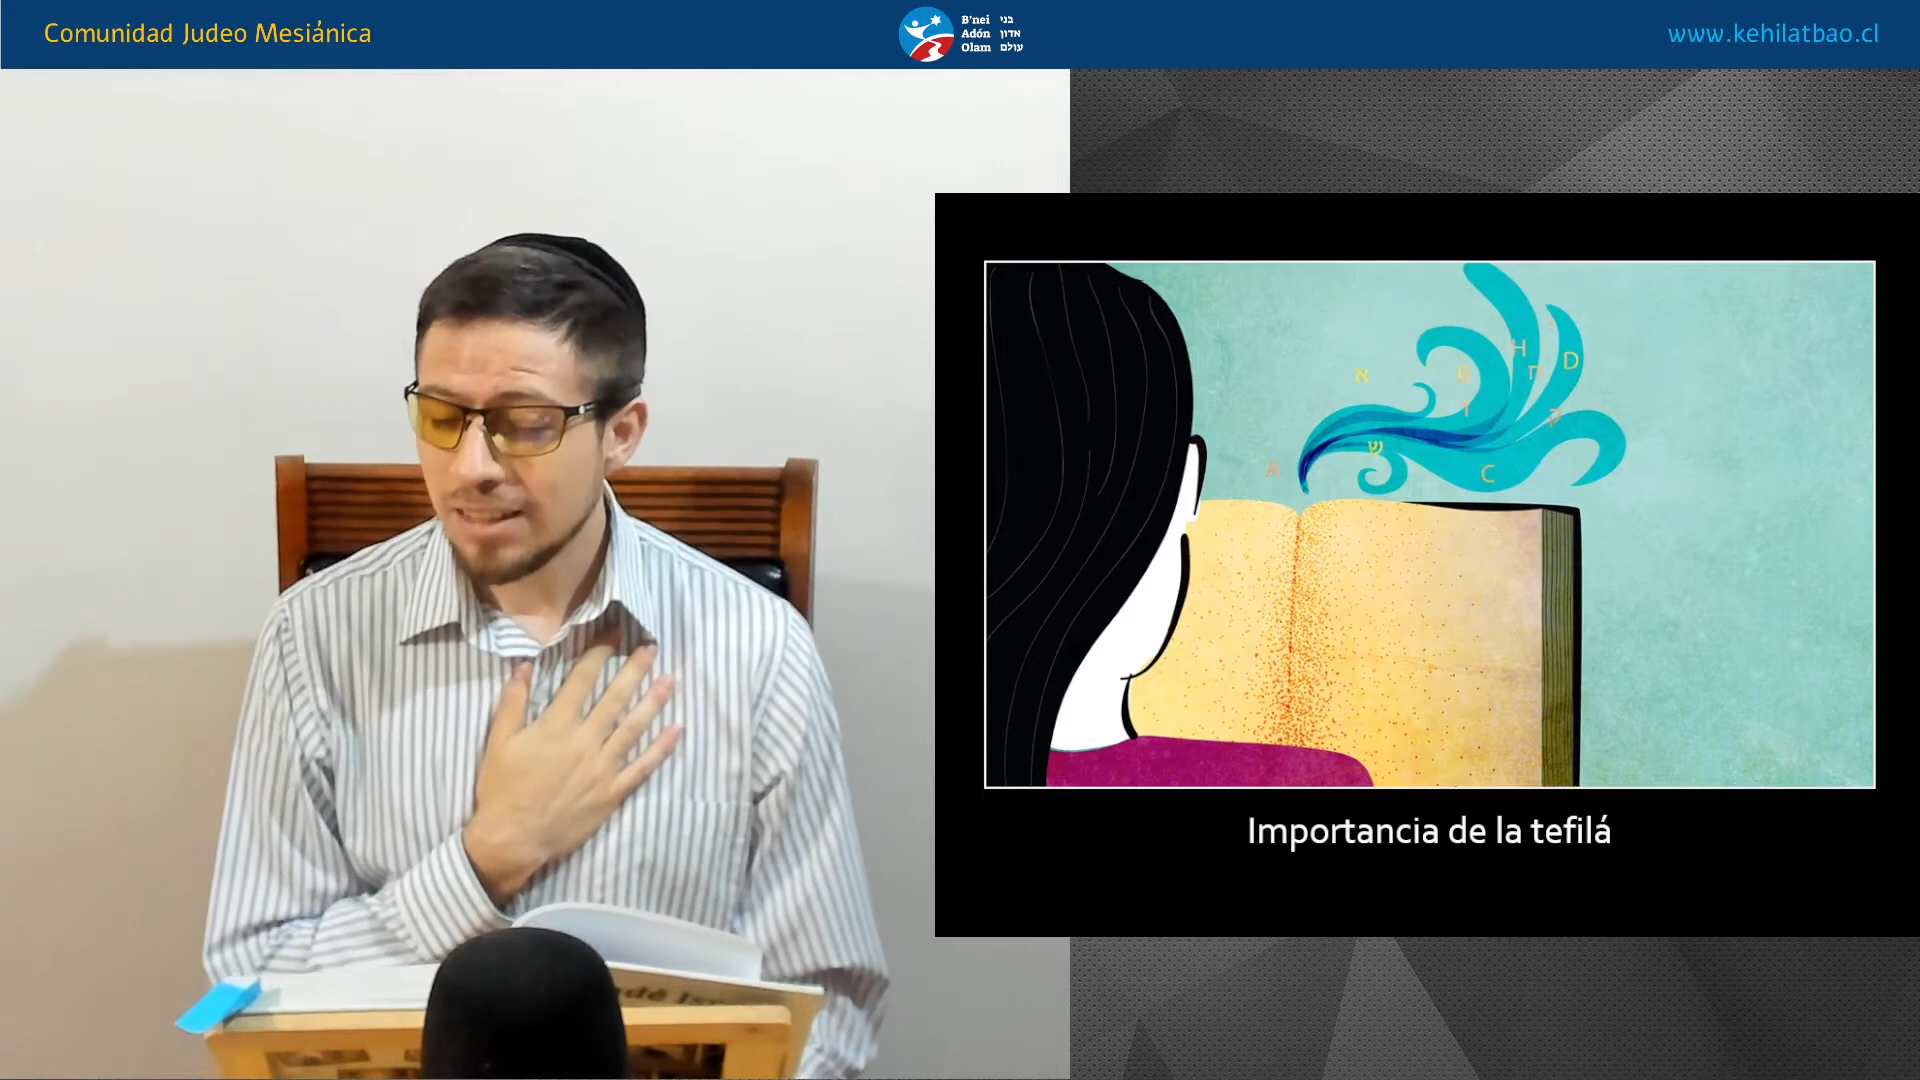 Comunidad Judeo Mesiánica
B'nei בני
Adón אדון
Olam עולם
www.kehilatbao.cl
H
D
א
ח
ק
ש
A
C
Importancia de la tefilá